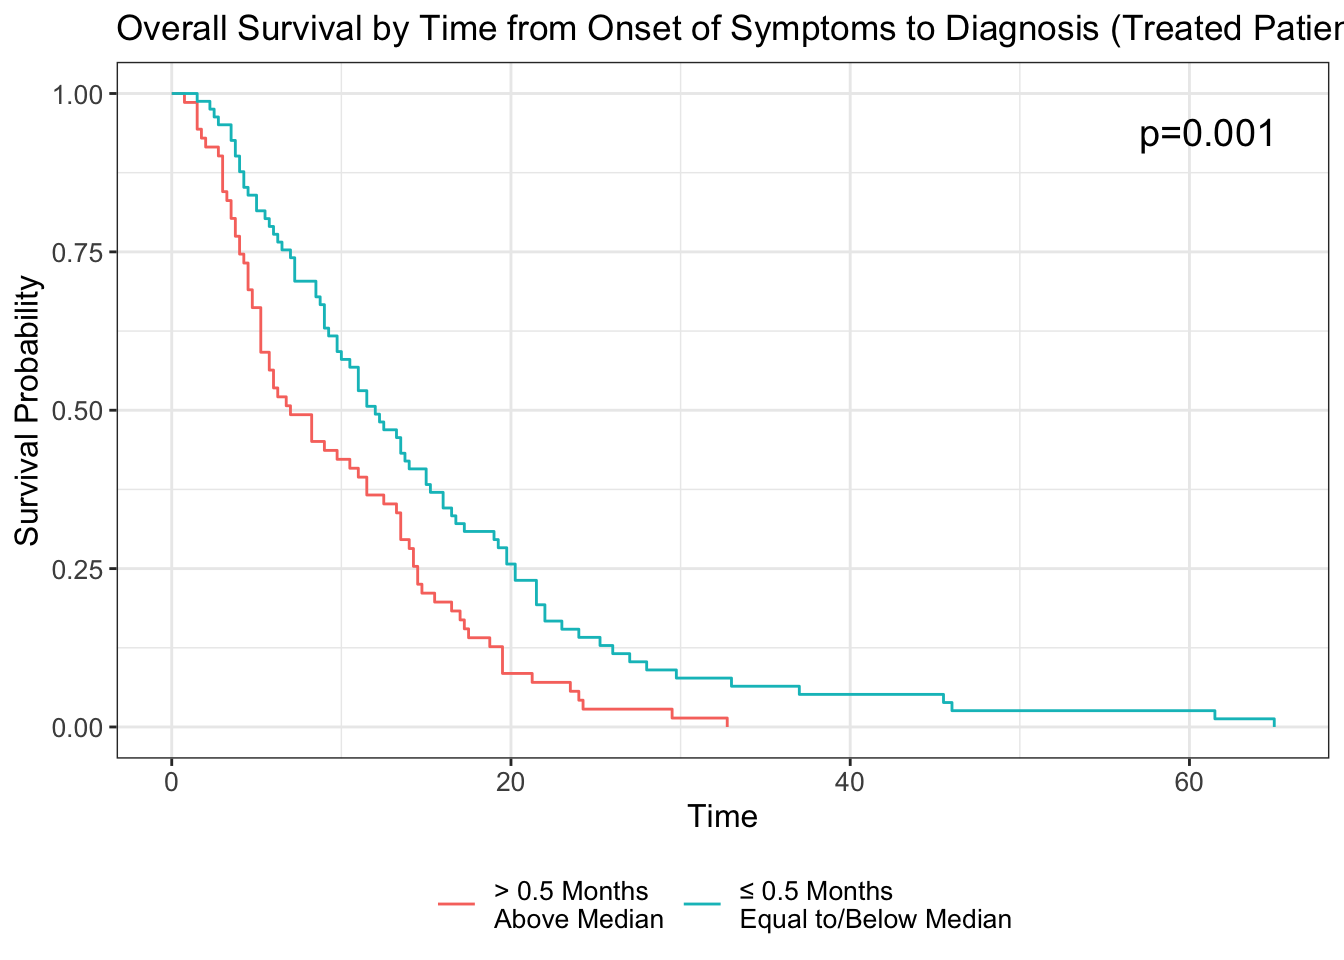 Overall Survival by Time from Onset of Symptoms to Diagnosis (Treated
p=0.001
1.00
0.75
0.50
0.25
0.00
Survival Probability
0 20 40 60
Time
> 0.5 Months
Above Median
≤ 0.5 Months
Equal to/Below Median